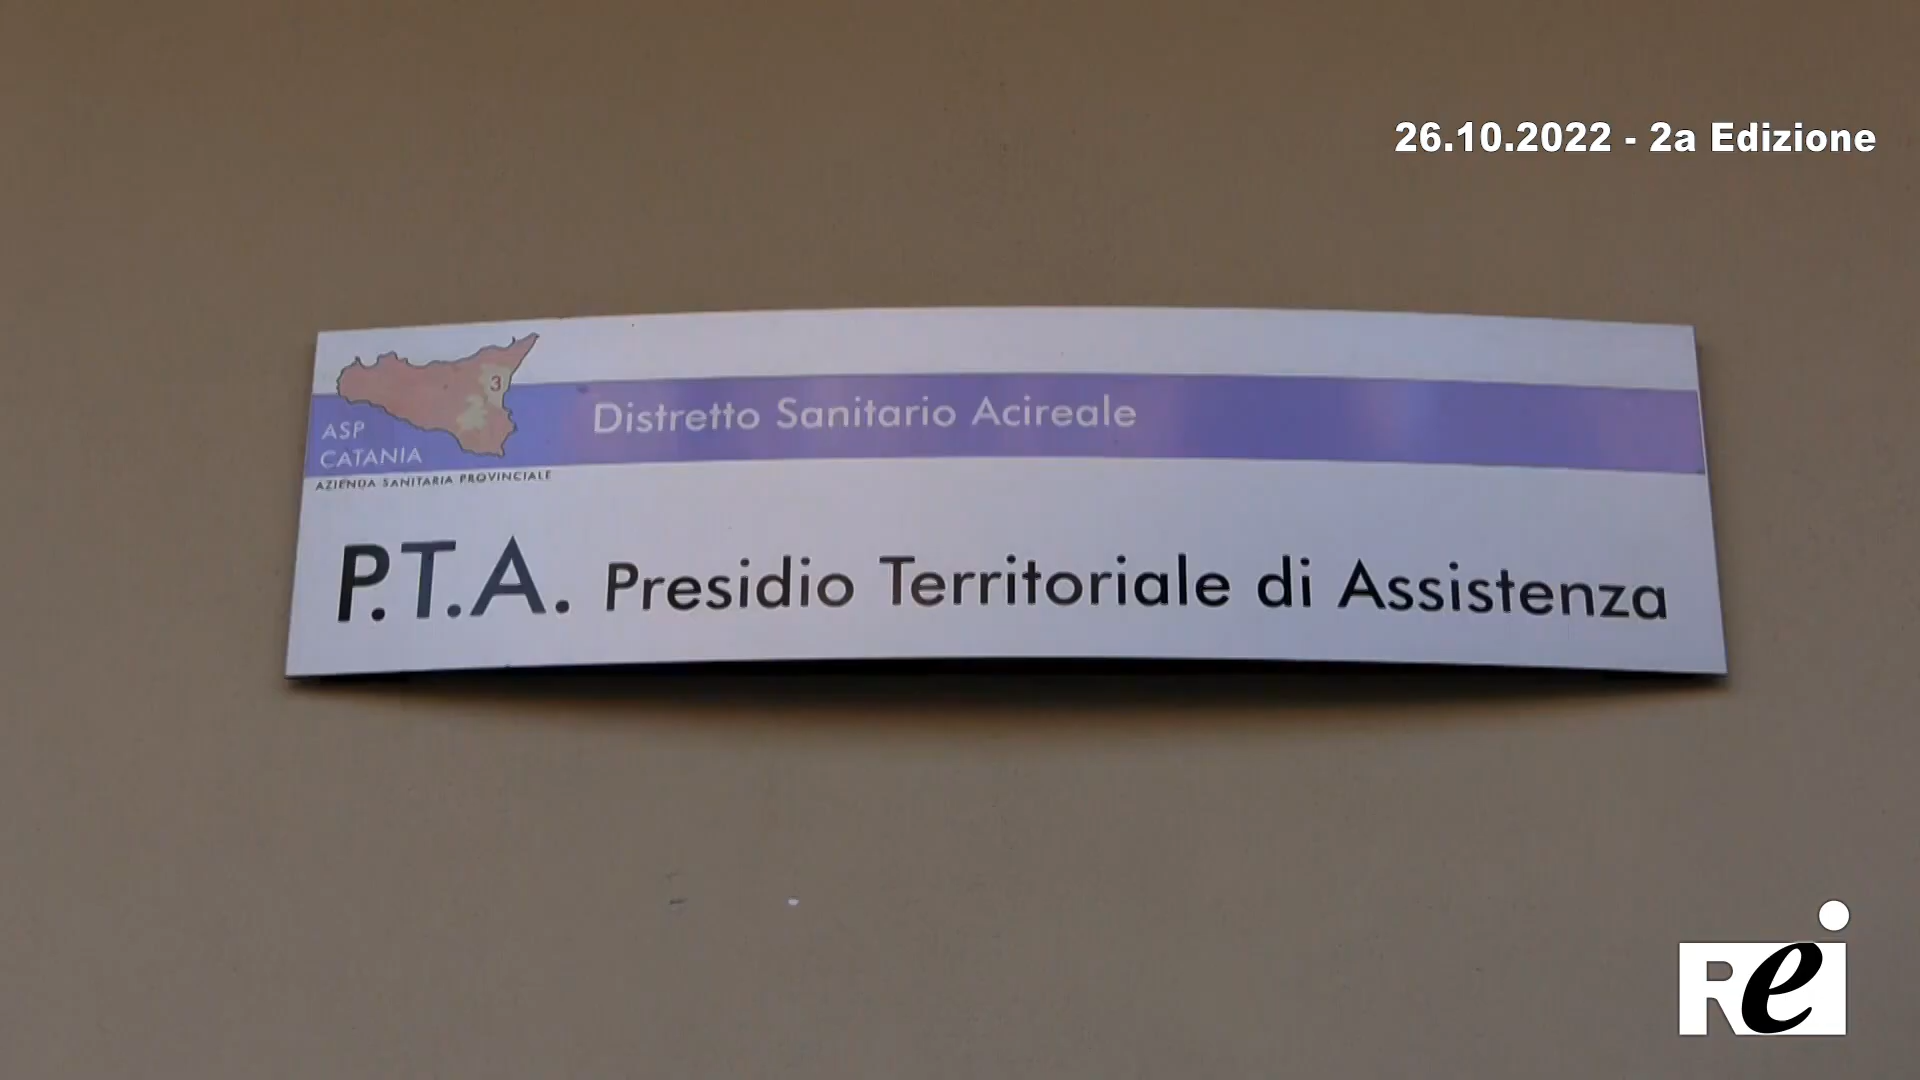 26.10.2022 - 2a Edizione
3
Distretto Sanitario Acireale
ASP
CATANIA
AZIENDA SANITARIA PROVINCIALE
P.T.A. Presidio Territoriale di Assistenza
Rei